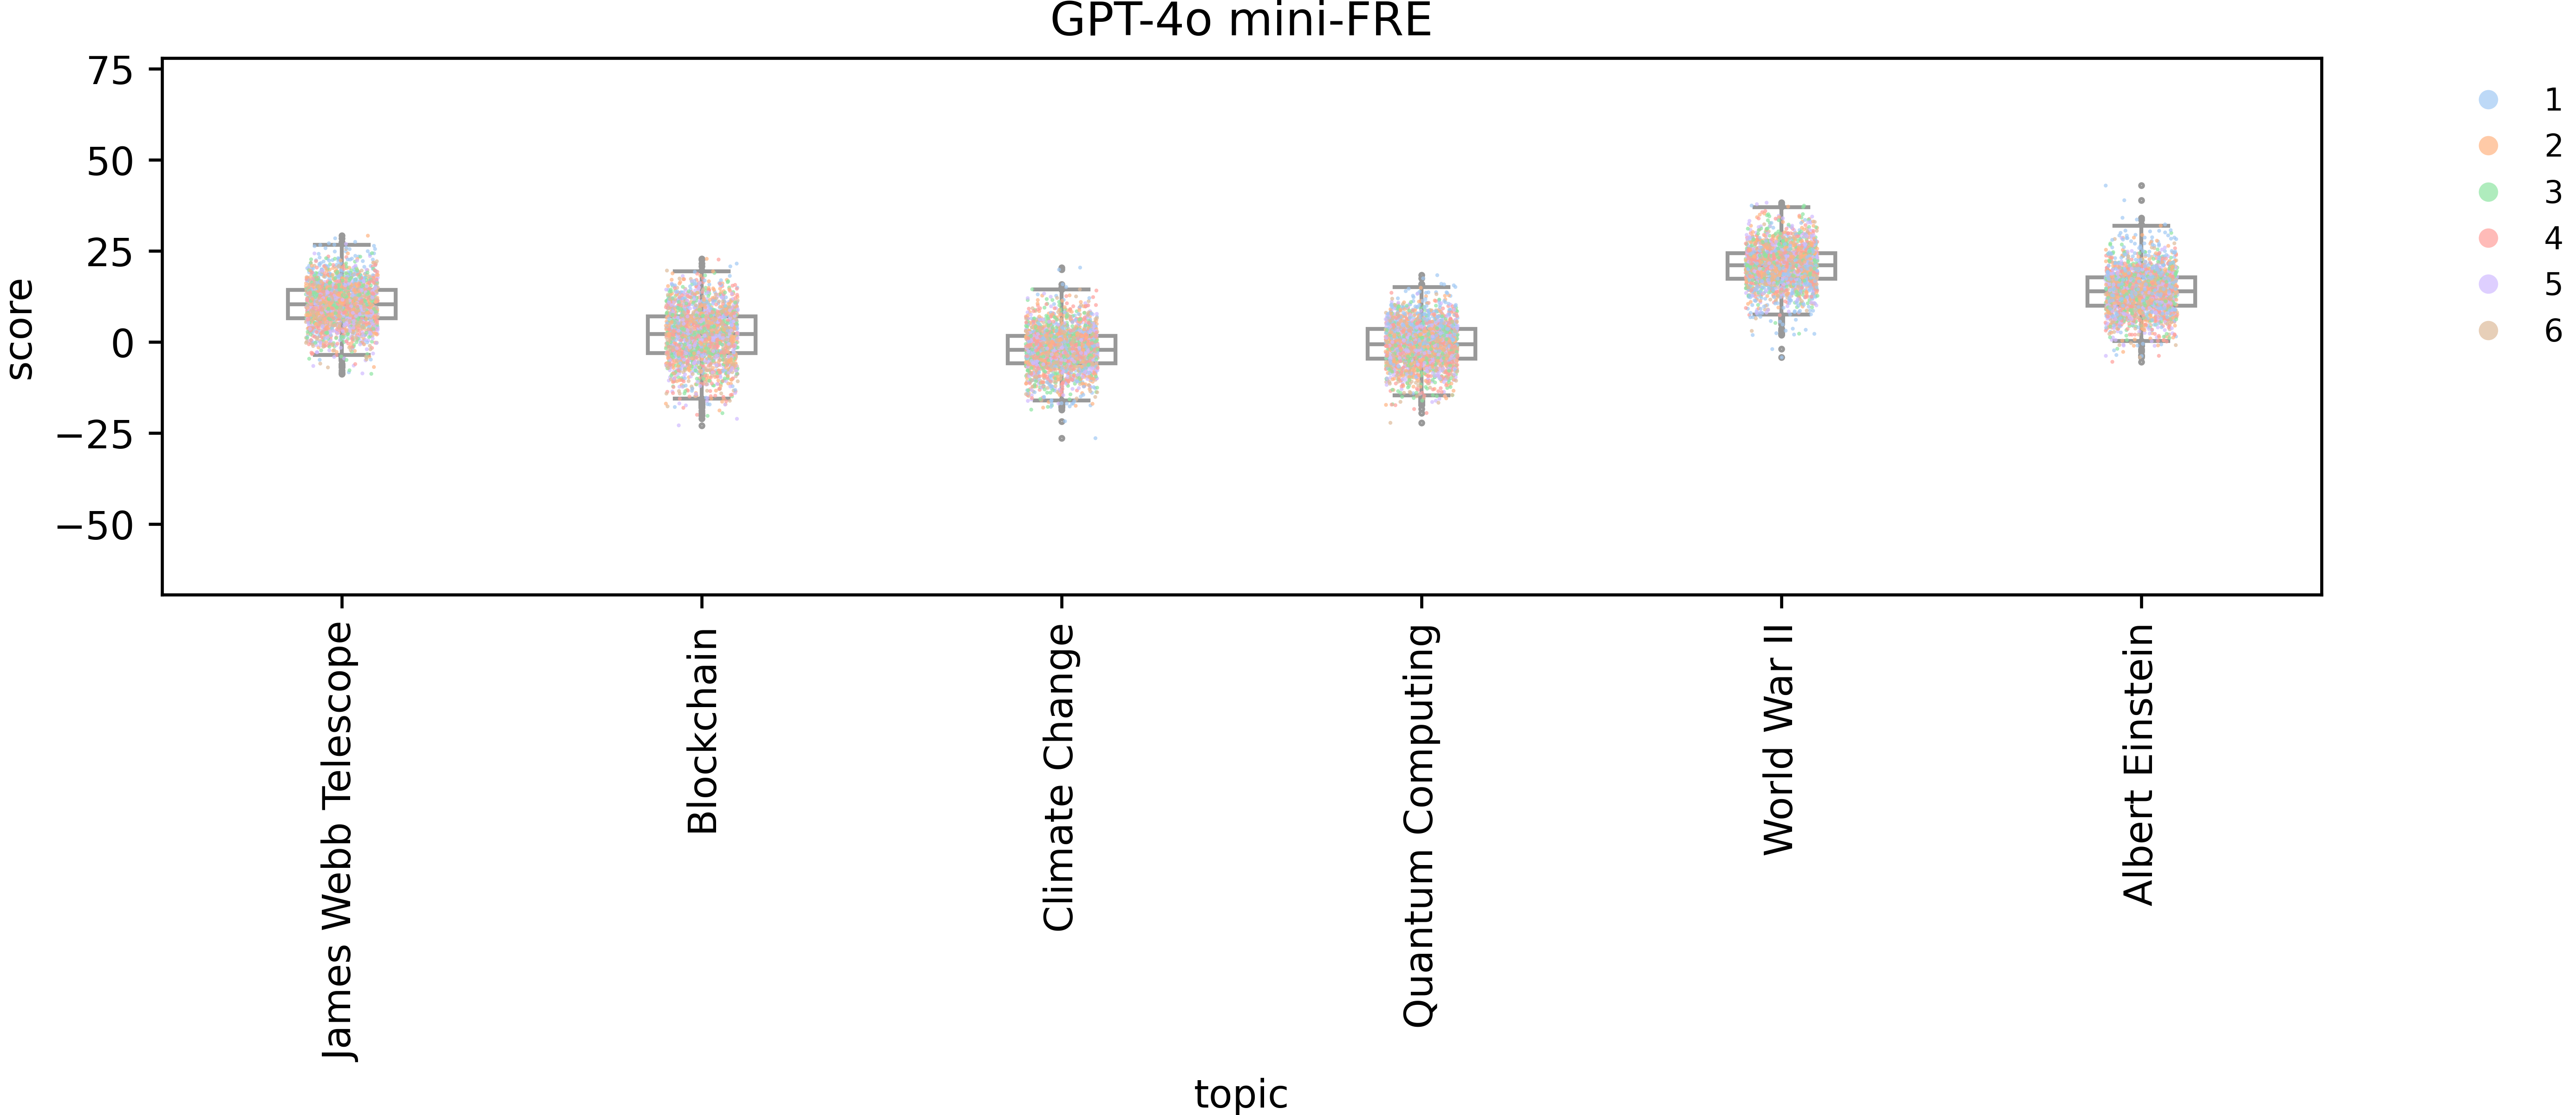 GPT-4o mini-FRE
75
50
25
0
−25
−50
score
James Webb Telescope
Blockchain
Climate Change
Quantum Computing
World War II
Albert Einstein
topic
1
2
3
4
5
6